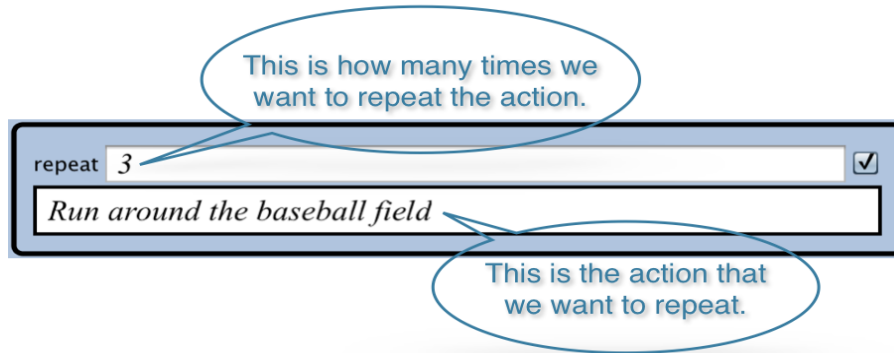 This is how many times we
want to repeat the action.
repeat 3
Run around the baseball field
This is the action that
we want to repeat.